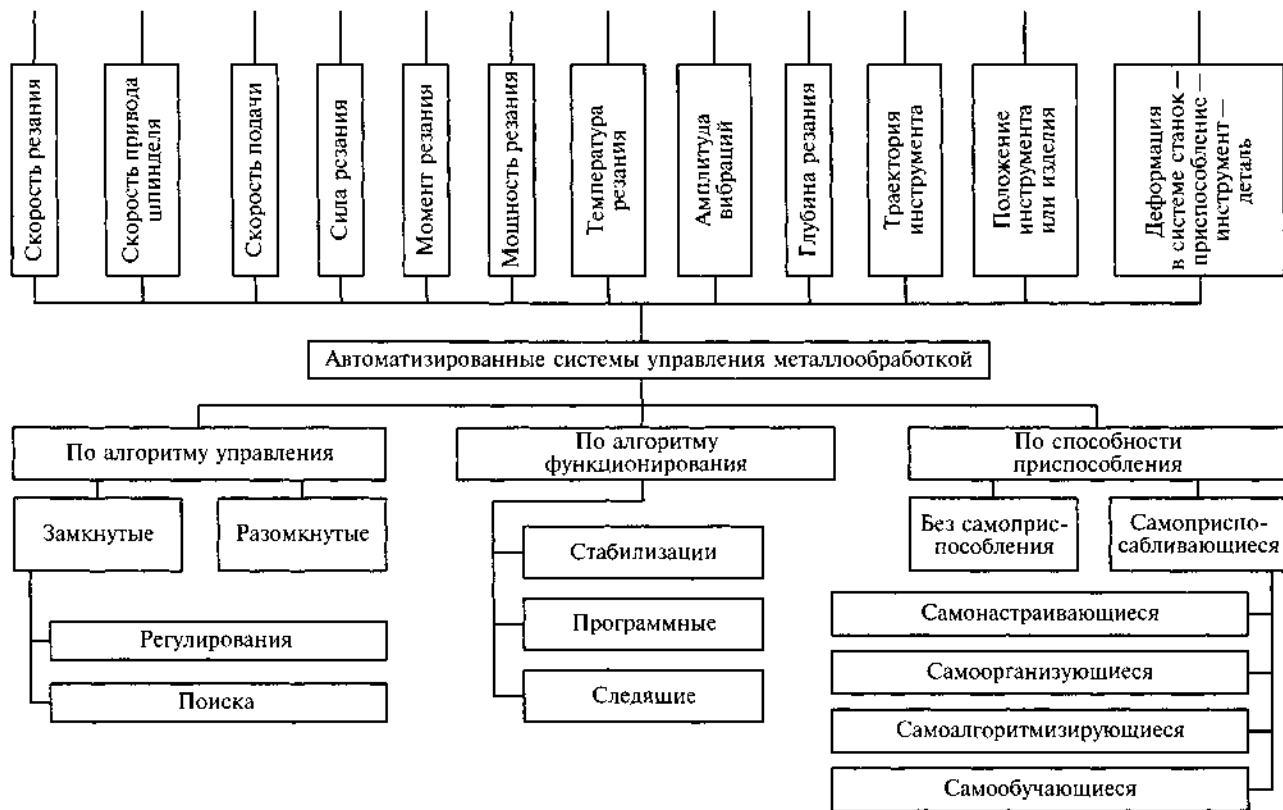 Скорость резания
Скорость привода
шпинделя
Скорость подачи
Сила резания
Момент резания
Мощность резания
Температура
резания
Амплитуда
вибраций
Глубина резания
Траектория
инструмента
Положение
инструмента
или изделия
Деформация
в системе станок —
приспособление —
инструмент —
деталь
Автоматизированные системы управления металлообработкой
По алгоритму управления
По алгоритму
функционирования
По способности
приспособления
Замкнутые
Разомкнутые
Без самоприс-
пособления
Самоприспо-
сабливающиеся
Регулирования
Поиска
Стабилизации
Программные
Следящие
Самонастраивающиеся
Самоорганизующиеся
Самоалгоритмизирующиеся
Самообучающиеся